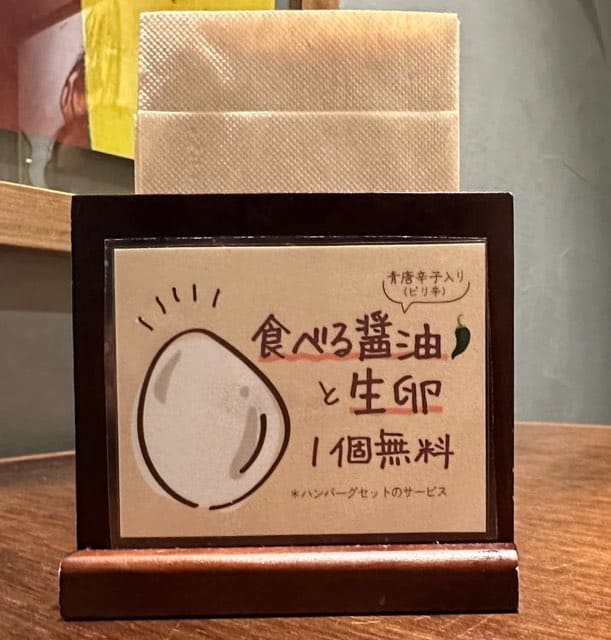 青唐辛子入り
(ピリ辛)
食べる醤油
と生卵
1個無料
*ハンバーグセットのサービス